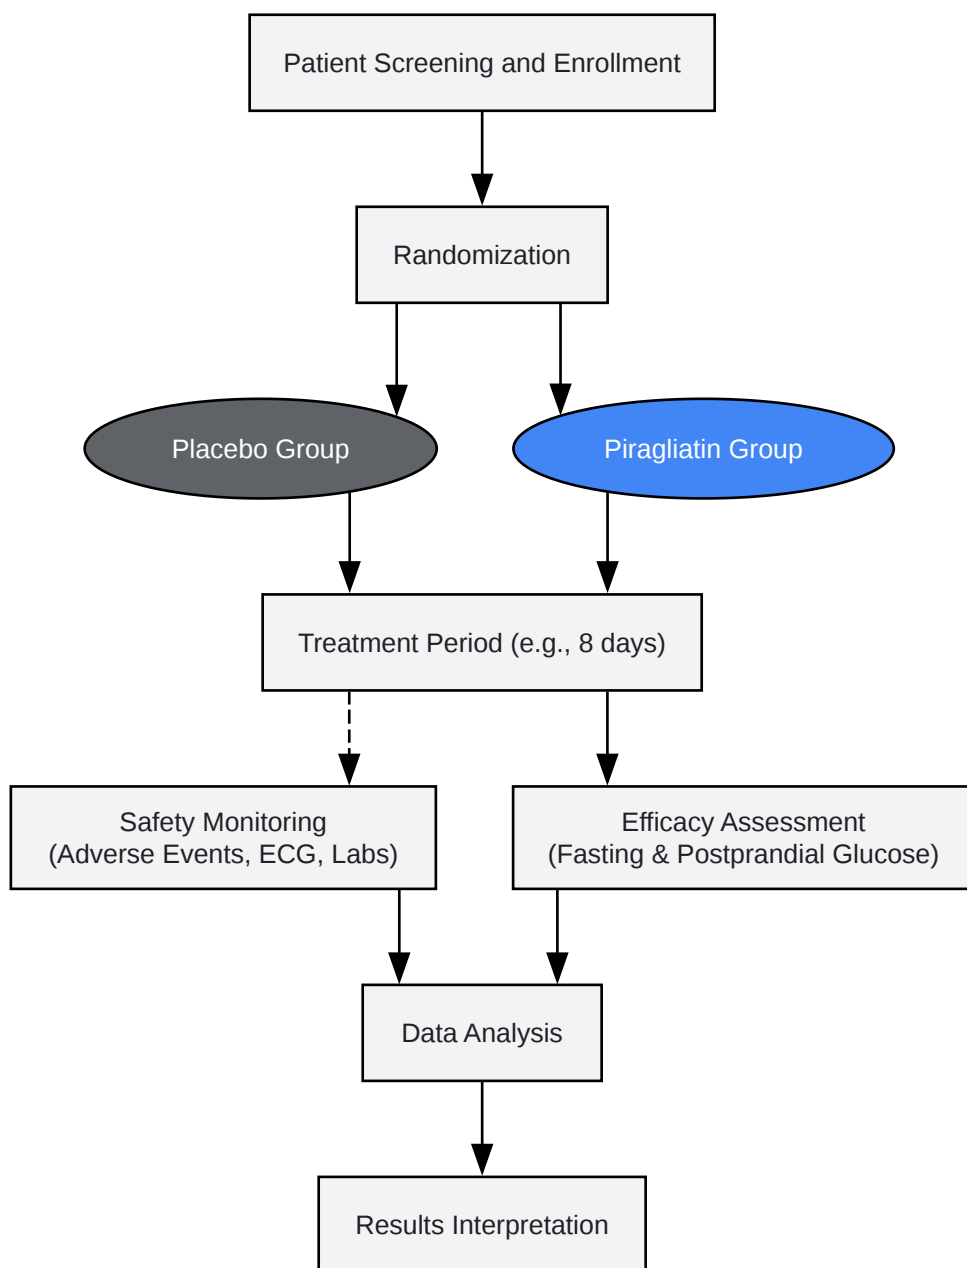 Patient Screening and Enrollment
Randomization
Placebo Group
Piragliatin Group
Treatment Period (e.g., 8 days)
Safety Monitoring
(Adverse Events, ECG, Labs)
Efficacy Assessment
(Fasting & Postprandial Glucose)
Data Analysis
Results Interpretation